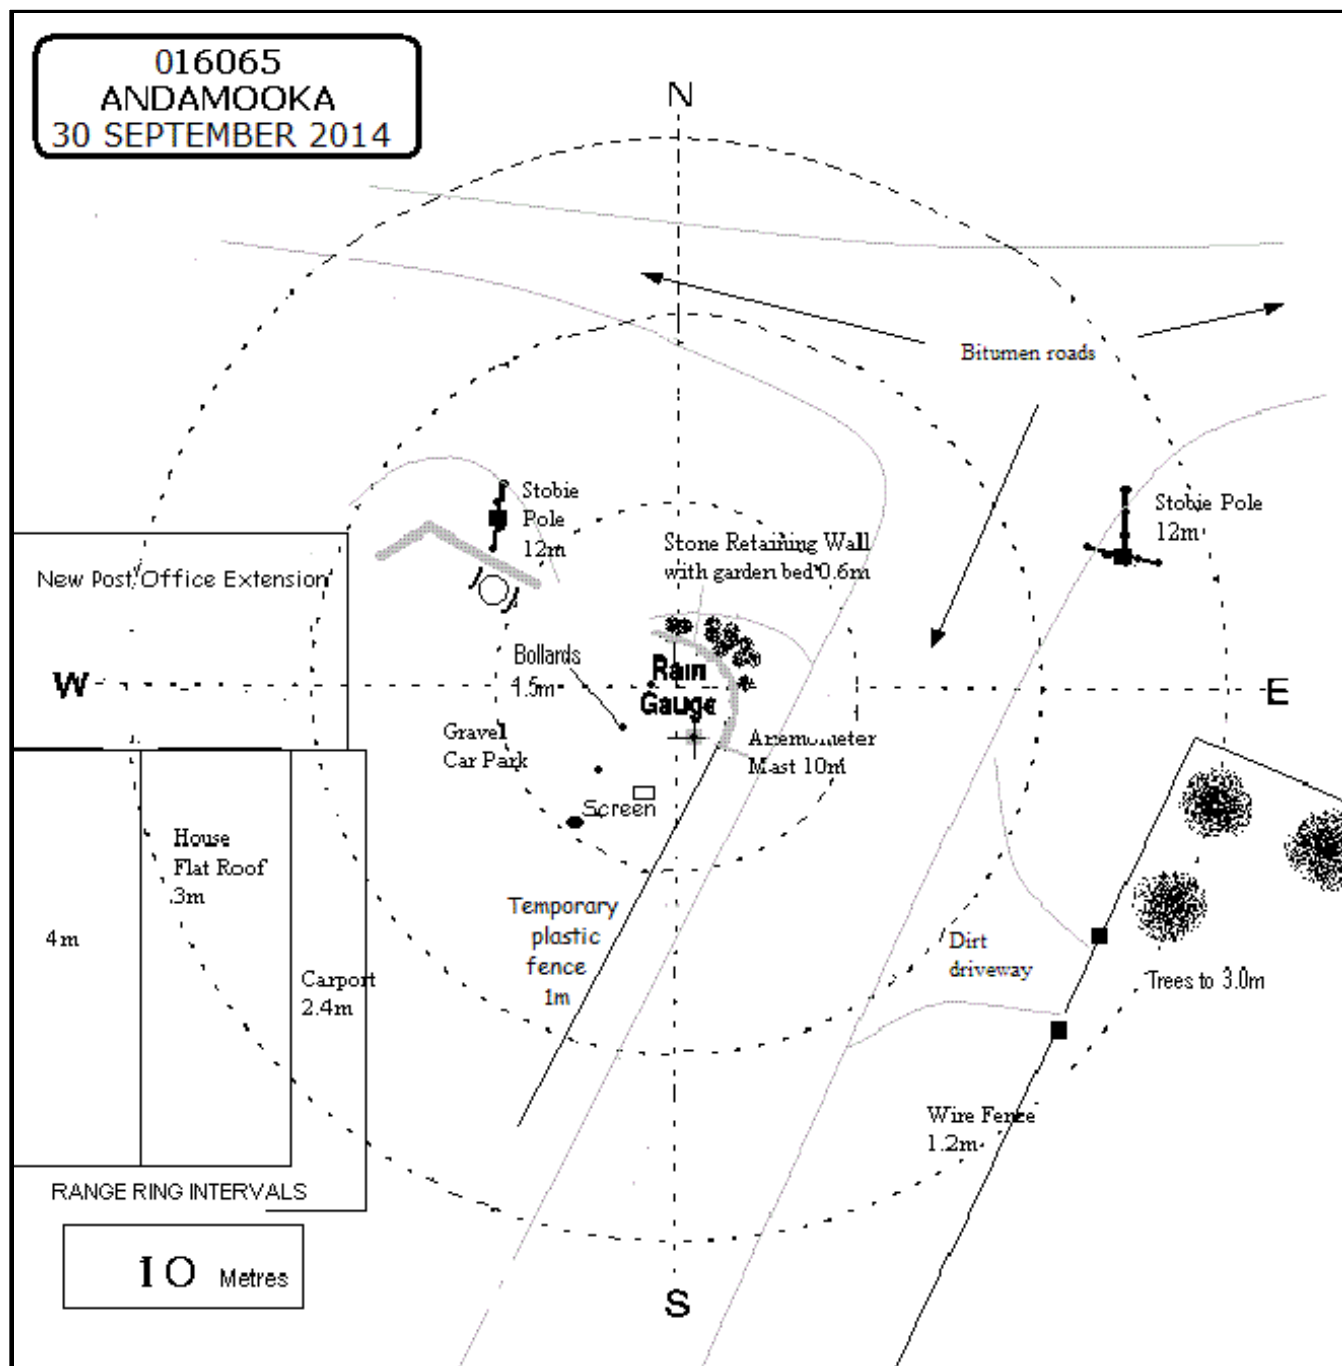 016065
ANDAMOOKA
30 SEPTEMBER 2014
N
Bitumen roads
Stobie
Pole
12m
Stobie Pole
12m
Stone Retaining Wall
with garden bed 0.6m
New Post Office Extension
Bollards
1.5m
Rain
Gauge
W
E
Gravel
Car Park
Anemometer
Mast 10m
Screen
House
Flat Roof
3m
4m
Temporary
plastic
fence
1m
Dirt
driveway
Carport
2.4m
Trees to 3.0m
Wire Fence
1.2m
RANGE RING INTERVALS
10 Metres
S